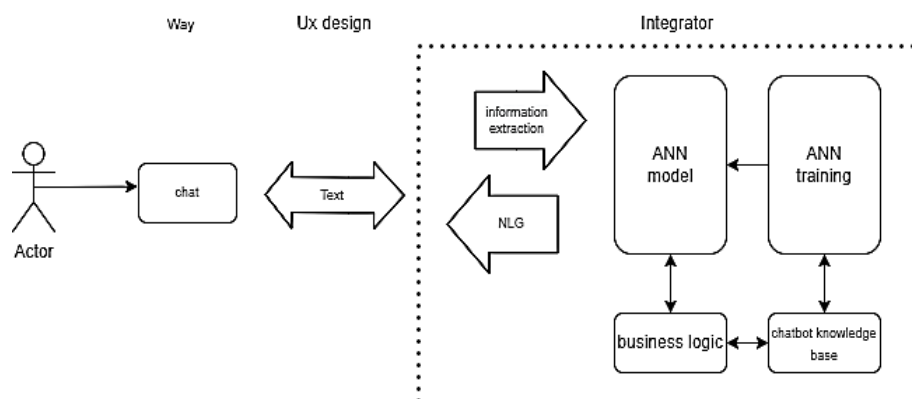 Way
Ux design
Integrator
Actor
chat
Text
information
extraction
NLG
ANN
model
ANN
training
business logic
chatbot knowledge
base